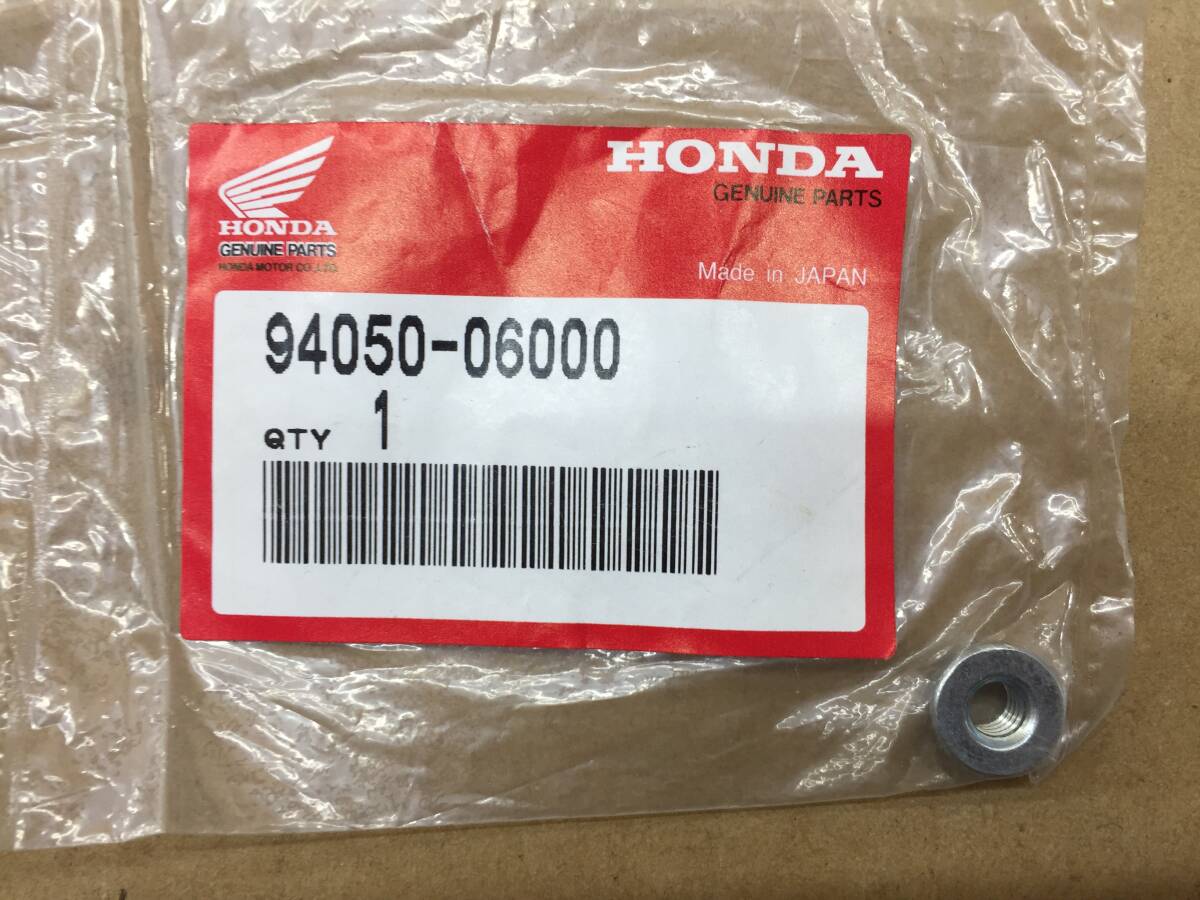 HONDA
GENUINE PARTS
HONDA MOTOR CO.,LTD.
HONDA
GENUINE PARTS
Made in JAPAN
94050-06000
QTY 1